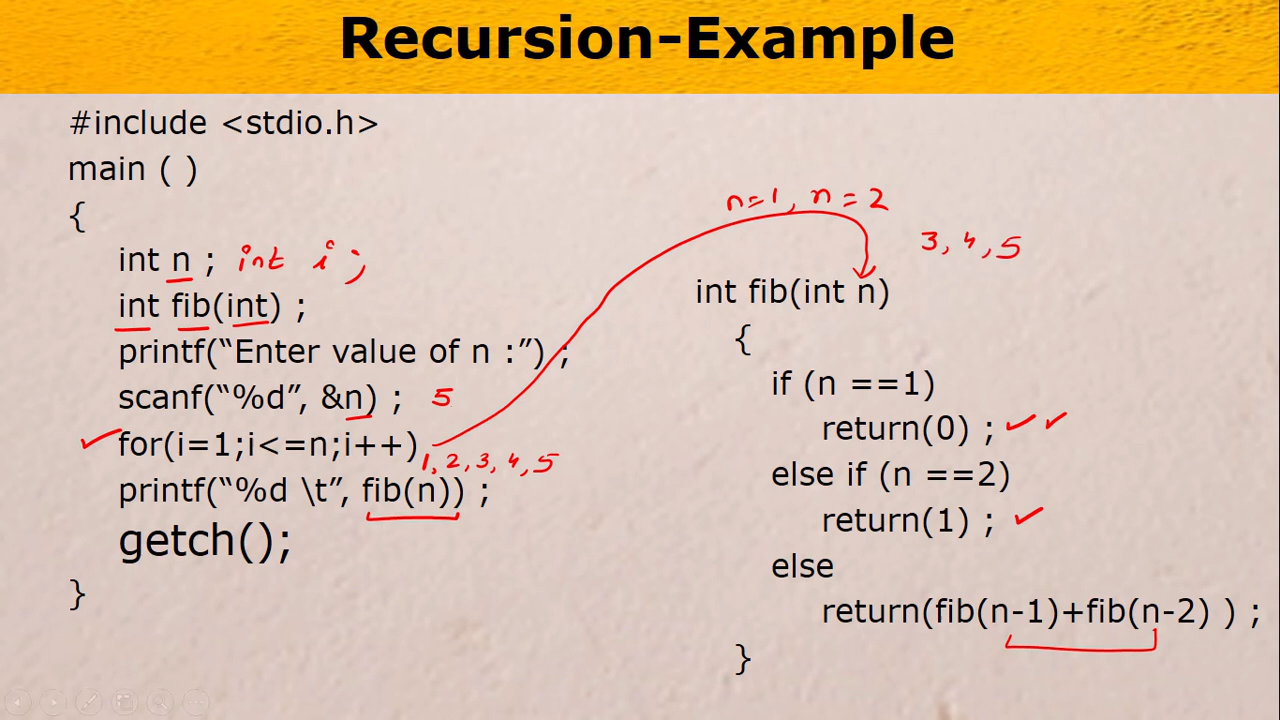 Recursion-Example
#include <stdio.h>
main ( )
{
int n ; int i ;
int fib(int) ;
printf(“Enter value of n :”) ;
scanf(“%d”, &n) ; 5
for(i=1;i<=n;i++)
1, 2, 3, 4, 5
printf(“%d \t”, fib(n)) ;
getch();
}
n=1, n=2
3, 4, 5
int fib(int n)
{
if (n ==1)
return(0) ;
else if (n ==2)
return(1) ;
else
return(fib(n-1)+fib(n-2) ) ;
}